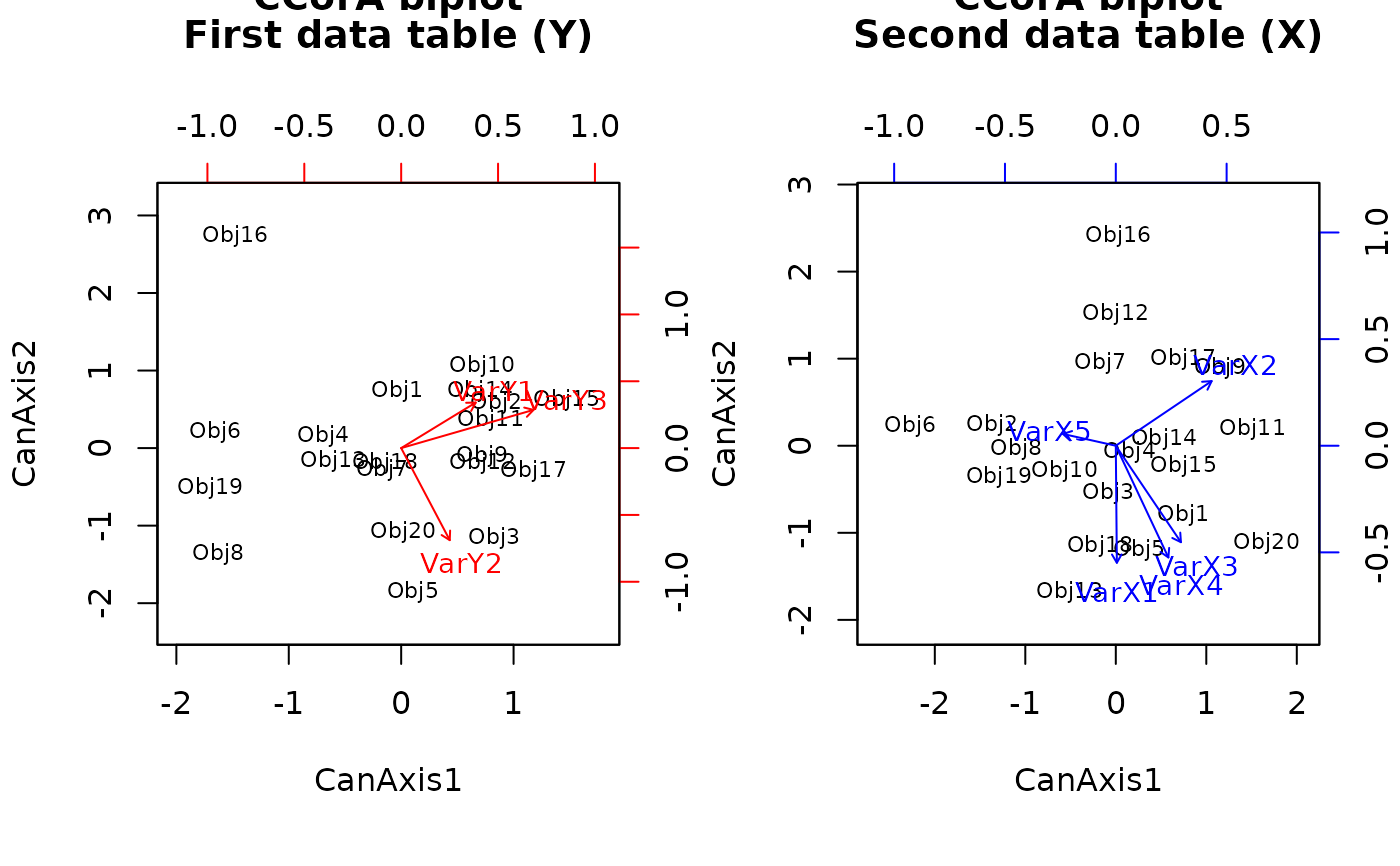 CCorA biplot
First data table (Y)
-1.0 -0.5 0.0 0.5 1.0
3
2
1
0
-1
-2
CanAxis2
Obj16
Obj10
Obj1
Obj14
VarY1
Obj2
Obj15
VarY3
Obj11
Obj6
Obj4
Obj9
Obj13
Obj18
Obj12
Obj7
Obj17
Obj19
Obj20
Obj3
Obj8
VarY2
Obj5
1.0
0.0
-1.0
-2 -1 0 1
CanAxis1
CCorA biplot
Second data table (X)
-1.0 -0.5 0.0 0.5
3
2
1
0
-1
-2
CanAxis2
Obj16
Obj12
Obj7
Obj17
Obj9
VarX2
Obj6
Obj2
VarX5
Obj11
Obj14
Obj8
Obj4
Obj15
Obj19
Obj10
Obj3
Obj1
Obj18
Obj5
Obj20
VarX3
VarX4
Obj13
VarX1
1.0
0.5
0.0
-0.5
-2 -1 0 1 2
CanAxis1